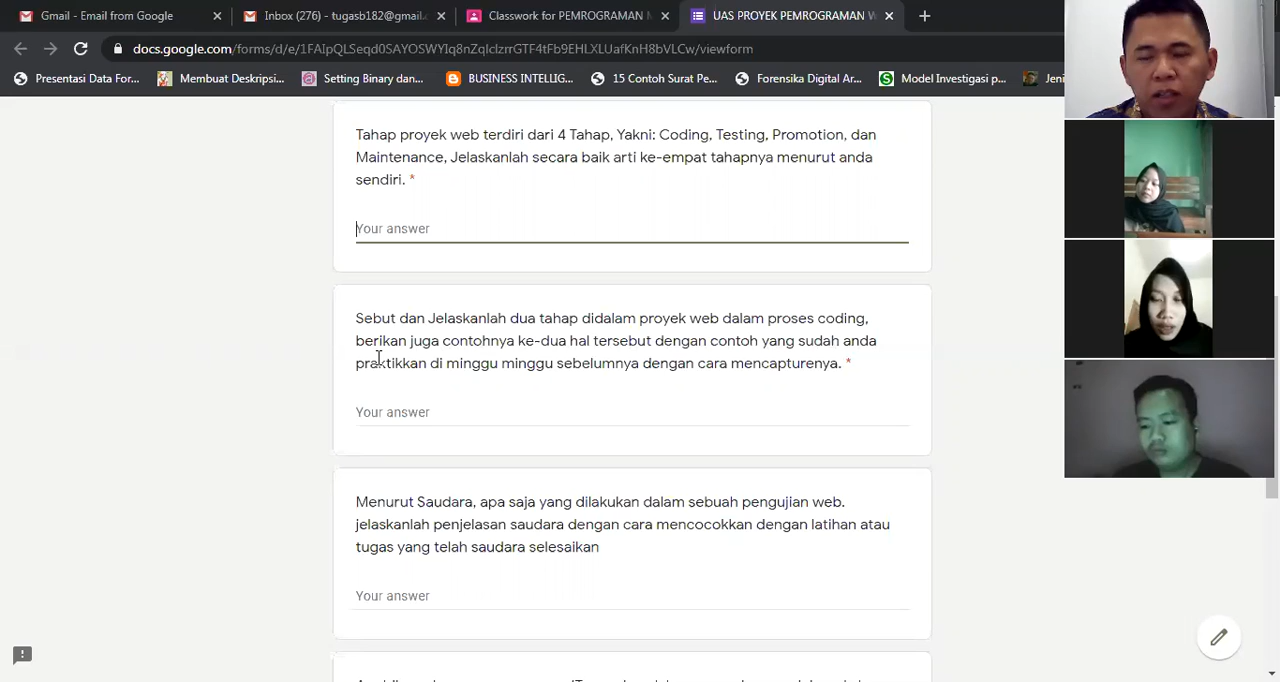 Gmail - Email from Google
Inbox (276) - tugasb182@gmail.c
Classwork for PEMROGRAMAN
UAS PROYEK PEMROGRAMAN W
BUSINESS INTELLIG...
15 Contoh Surat Pe...
Forensika Digital Ar...
Model Investigasi p...
Jeni
Presentasi Data For...
Membuat Deskripsi...
Setting Binary dan...
Tahap proyek web terdiri dari 4 Tahap, Yakni: Coding, Testing, Promotion, dan
Maintenance, Jelaskanlah secara baik arti ke-empat tahapnya menurut anda
sendiri. *
Your answer
Sebut dan Jelaskanlah dua tahap didalam proyek web dalam proses coding,
berikan juga contohnya ke-dua hal tersebut dengan contoh yang sudah anda
praktikkan di minggu minggu sebelumnya dengan cara mencapturenya. *
Your answer
Menurut Saudara, apa saja yang dilakukan dalam sebuah pengujian web.
jelaskanlah penjelasan saudara dengan cara mencocokkan dengan latihan atau
tugas yang telah saudara selesaikan
Your answer